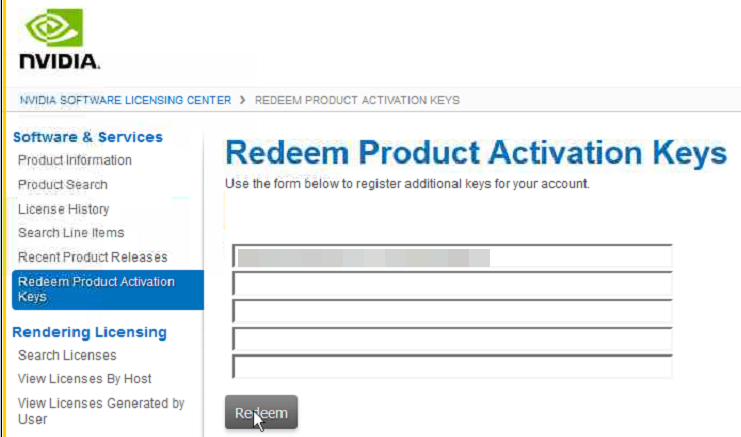 NVIDIA.
NVIDIA SOFTWARE LICENSING CENTER > REDEEM PRODUCT ACTIVATION KEYS
Software & Services
Product Information
Product Search
License History
Search Line Items
Recent Product Releases
Redeem Product Activation
Keys
Rendering Licensing
Search Licenses
View Licenses By Host
View Licenses Generated by
User
Redeem Product Activation Keys
Use the form below to register additional keys for your account.
Redeem